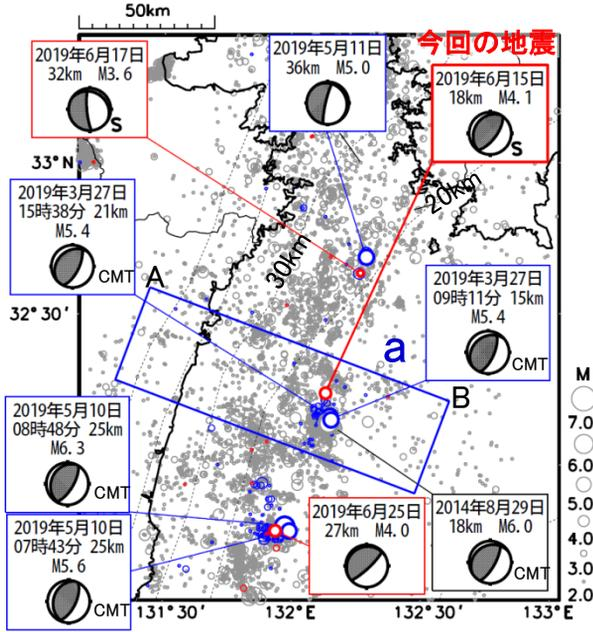 50km
今回の地震
2019年6月17日
32km M3.6
S
2019年5月11日
36km M5.0
2019年6月15日
18km M4.1
S
33°N
20km
2019年3月27日
15時38分 21km
M5.4
CMT
30km
A
2019年3月27日
09時11分 15km
M5.4
CMT
32°30'
a
B
M
7.0
6.0
5.0
4.0
3.0
2.0
2019年5月10日
08時48分 25km
M6.3
CMT
2019年5月10日
07時43分 25km
M5.6
CMT
2019年6月25日
27km M4.0
2014年8月29日
18km M6.0
CMT
131°30'
132°E
132°30'
133°E